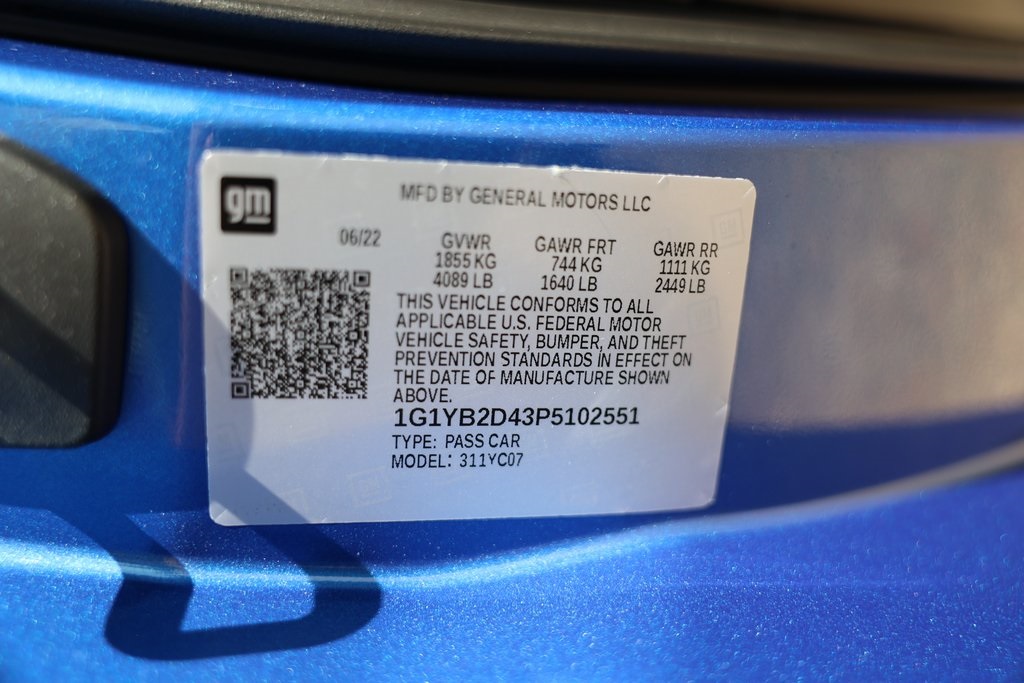 gm
MFD BY GENERAL MOTORS LLC
06/22
GVWR GAWR FRT GAWR RR
1855 KG 744 KG 1111 KG
4089 LB 1640 LB 2449 LB
THIS VEHICLE CONFORMS TO ALL
APPLICABLE U.S. FEDERAL MOTOR
VEHICLE SAFETY, BUMPER, AND THEFT
PREVENTION STANDARDS IN EFFECT ON
THE DATE OF MANUFACTURE SHOWN
ABOVE.
1G1YB2D43P5102551
TYPE: PASS CAR
MODEL: 311YC07